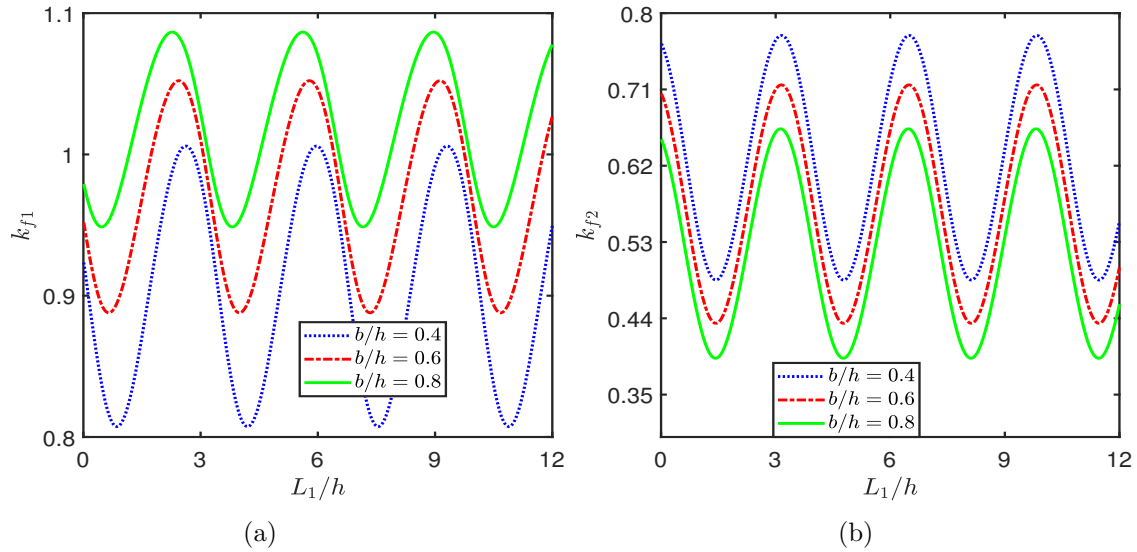 1.1
1
0.9
0.8
k_{f1}
0 3 6 9 12
L_1/h
b/h = 0.4
b/h = 0.6
b/h = 0.8
(a)
0.8
0.71
0.62
0.53
0.44
0.35
k_{f2}
0 3 6 9 12
L_1/h
b/h = 0.4
b/h = 0.6
b/h = 0.8
(b)